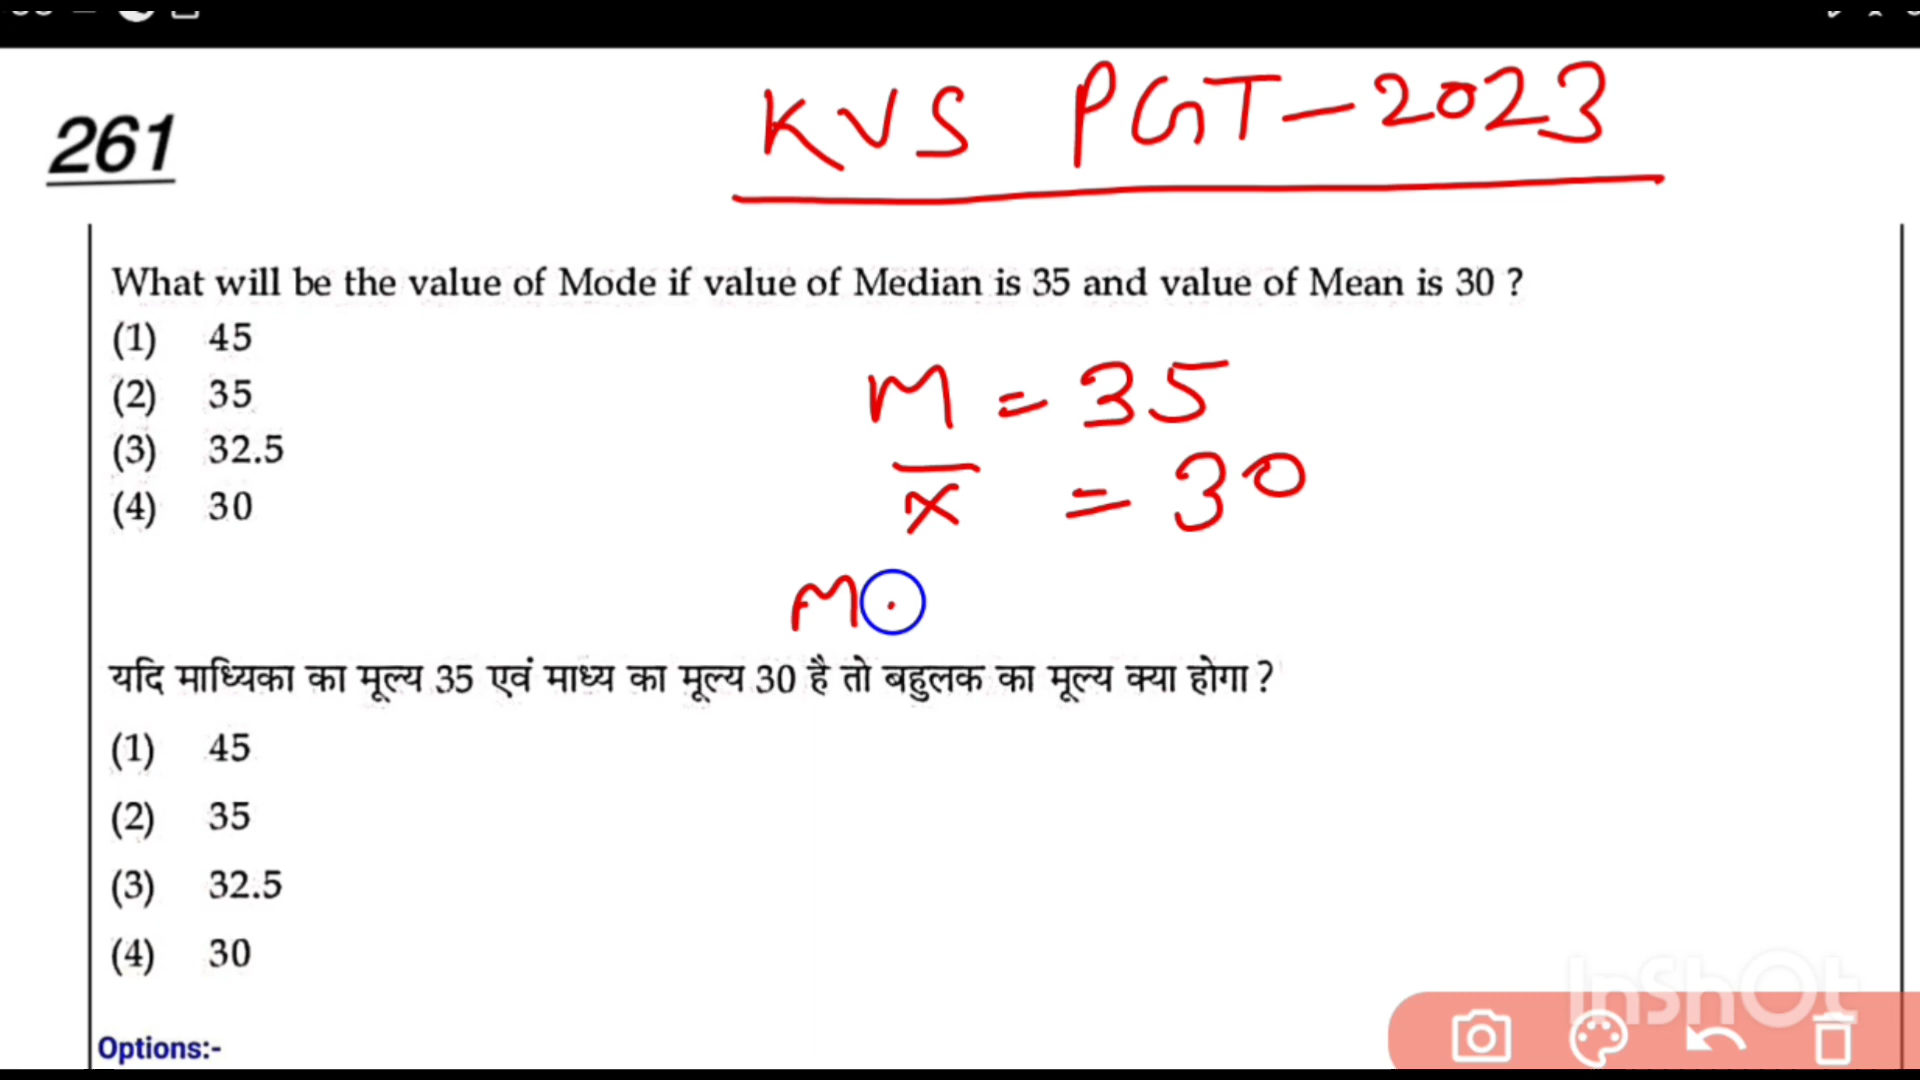 KVS PGT-2023
261
What will be the value of Mode if value of Median is 35 and value of Mean is 30 ?
(1) 45
(2) 35
(3) 32.5
(4) 30
M = 35
x̅ = 30
M
यदि माध्यिका का मूल्य 35 एवं माध्य का मूल्य 30 है तो बहुलक का मूल्य क्या होगा ?
(1) 45
(2) 35
(3) 32.5
(4) 30
Options:-
InShOt